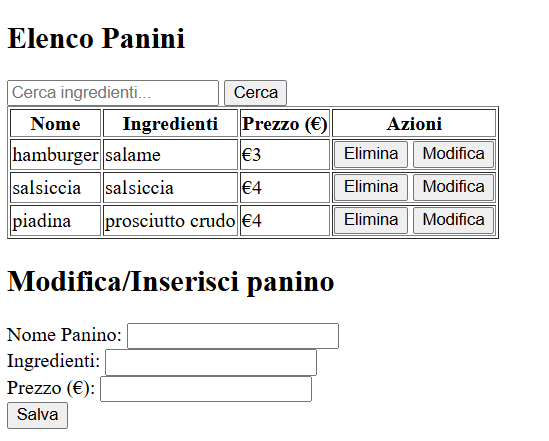 Elenco Panini
Cerca ingredienti... Cerca
Nome Ingredienti Prezzo (€) Azioni
hamburger salame €3 Elimina Modifica
salsiccia salsiccia €4 Elimina Modifica
piadina prosciutto crudo €4 Elimina Modifica
Modifica/Inserisci panino
Nome Panino:
Ingredienti:
Prezzo (€):
Salva